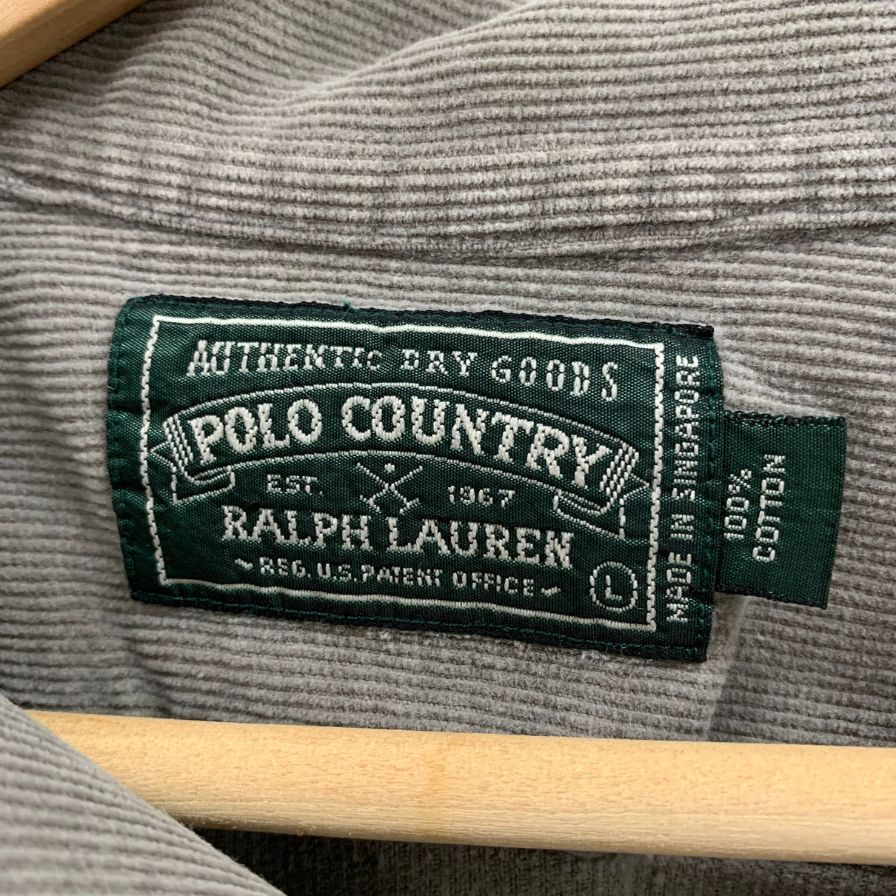 AUTHENTIC DRY GOODS
POLO COUNTRY
EST. 1967
RALPH LAUREN
~REG. U.S. PATENT OFFICE~
L
MADE IN SINGAPORE
100%
COTTON